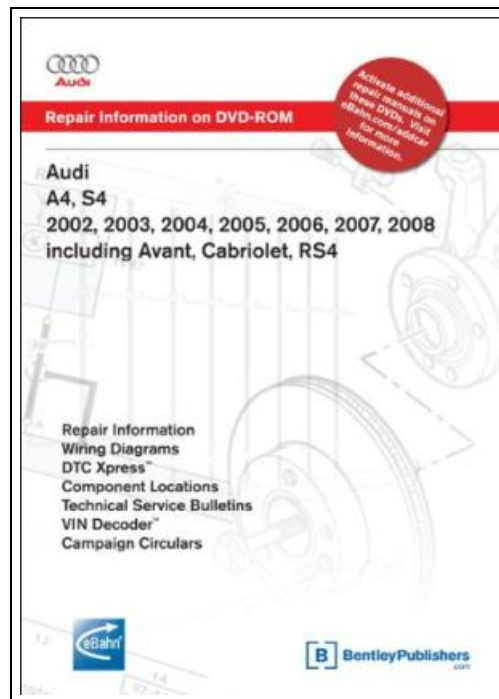 Audi
Activate additional
repair manuals on
these DVDs. Visit
eBahn.com/addcar
for more
information.
Repair Information on DVD-ROM
Audi
A4, S4
2002, 2003, 2004, 2005, 2006, 2007, 2008
including Avant, Cabriolet, RS4
Repair Information
Wiring Diagrams
DTC Xpress™
Component Locations
Technical Service Bulletins
VIN Decoder™
Campaign Circulars
eBahn®
[B] BentleyPublishers
.com
12
14